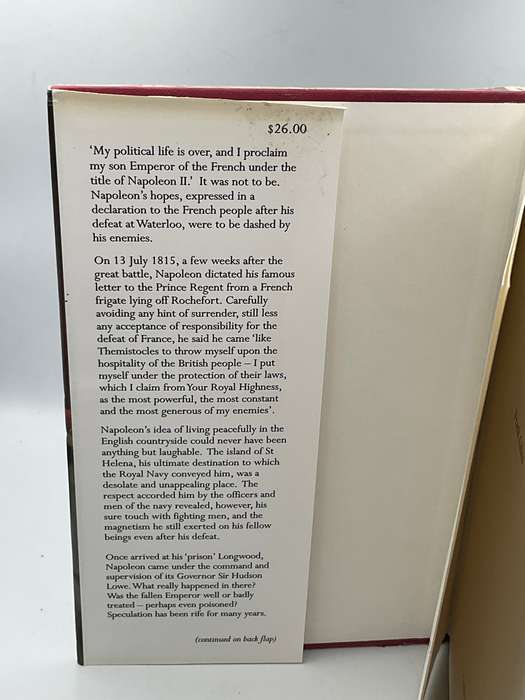 $26.00
‘My political life is over, and I proclaim
my son Emperor of the French under the
title of Napoleon II.’ It was not to be.
Napoleon’s hopes, expressed in a
declaration to the French people after his
defeat at Waterloo, were to be dashed by
his enemies.
On 13 July 1815, a few weeks after the
great battle, Napoleon dictated his famous
letter to the Prince Regent from a French
frigate lying off Rochefort. Carefully
avoiding any hint of surrender, still less
any acceptance of responsibility for the
defeat of France, he said he came ‘like
Themistocles to throw myself upon the
hospitality of the British people – I put
myself under the protection of their laws,
which I claim from Your Royal Highness,
as the most powerful, the most constant
and the most generous of my enemies’.
Napoleon’s idea of living peacefully in the
English countryside could never have been
anything but laughable. The island of St
Helena, his ultimate destination to which
the Royal Navy conveyed him, was a
desolate and unappealing place. The
respect accorded him by the officers and
men of the navy revealed, however, his
sure touch with fighting men, and the
magnetism he still exerted on his fellow
beings even after his defeat.
Once arrived at his ‘prison’ Longwood,
Napoleon came under the command and
supervision of its Governor Sir Hudson
Lowe. What really happened in there?
Was the fallen Emperor well or badly
treated – perhaps even poisoned?
Speculation has been rife for many years.
(continued on back flap)